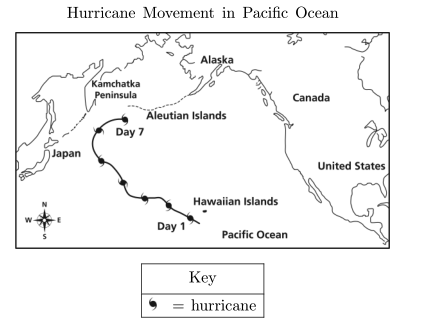 Hurricane Movement in Pacific Ocean
Alaska
Kamchatka
Peninsula
Canada
Aleutian Islands
Day 7
Japan
United States
Hawaiian Islands
N
W E
S
Day 1
Pacific Ocean
Key
= hurricane